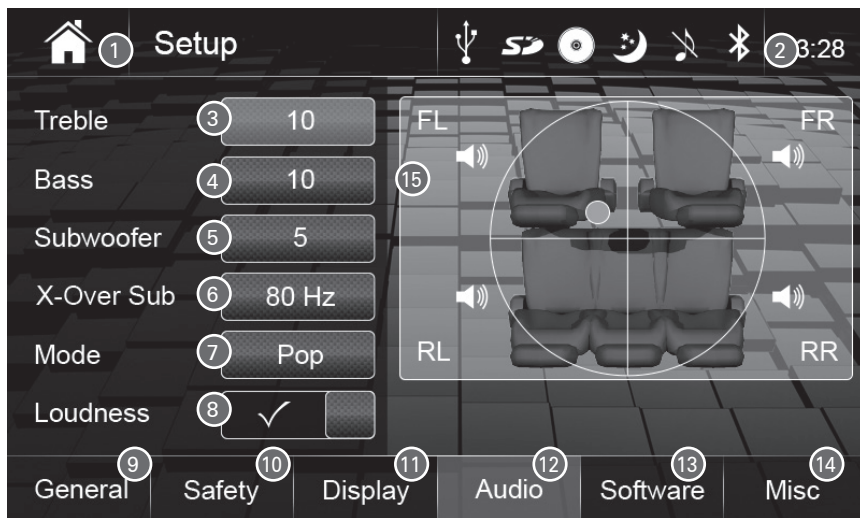 1 Setup SD 2 3:28
Treble 3 10
Bass 4 10
Subwoofer 5 5
X-Over Sub 6 80 Hz
Mode 7 Pop
Loudness 8
15
FL FR
RL RR
9 10 11 12 13 14
General Safety Display Audio Software Misc